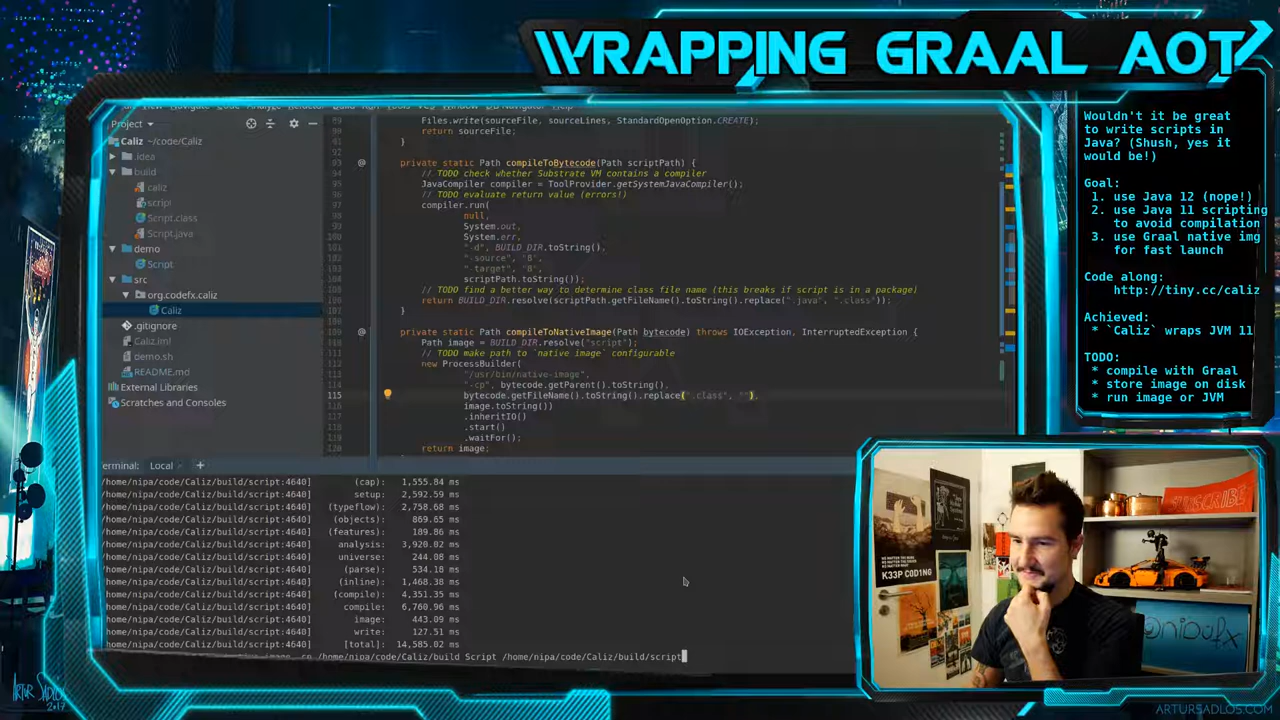 WRAPPING GRAAL AOT
Wouldn't it be great
to write scripts in
Java? (Shush, yes it
would be!)
Goal:
1. use Java 12 (nope!)
2. use Java 11 scripting
to avoid compilation
3. use Graal native img
for fast launch
Code along:
http://tiny.cc/caliz
Achieved:
* `Caliz` wraps JVM 11
TODO:
* compile with Graal
* store image on disk
* run image or JVM
Project
Caliz ~/code/Caliz
.idea
build
caliz
script
Script.class
Script.java
demo
Script
src
org.codefx.caliz
Caliz
.gitignore
Caliz.iml
demo.sh
README.md
External Libraries
Scratches and Consoles
Files.write(sourceFile, sourceLines, StandardOpenOption.CREATE);
return sourceFile;
}
private static Path compileToBytecode(Path scriptPath) {
// TODO check whether Substrate VM contains a compiler
JavaCompiler compiler = ToolProvider.getSystemJavaCompiler();
// TODO evaluate return value (errors!)
compiler.run(
null,
System.out,
System.err,
"-d", BUILD_DIR.toString(),
"-source", "8",
"-target", "8",
scriptPath.toString());
// TODO find a better way to determine class file name (this breaks if script is in a package)
return BUILD_DIR.resolve(scriptPath.getFileName().toString().replace(".java", ".class"));
}
private static Path compileToNativeImage(Path bytecode) throws IOException, InterruptedException {
Path image = BUILD_DIR.resolve("script");
// TODO make path to `native image` configurable
new ProcessBuilder(
"/usr/bin/native-image",
"-cp", bytecode.getParent().toString(),
115 bytecode.getFileName().toString().replace(".class", ""),
image.toString())
.inheritIO()
.start()
.waitFor();
return image;
Terminal: Local +
/home/nipa/code/Caliz/build/script:4640] (cap): 1,555.84 ms
/home/nipa/code/Caliz/build/script:4640] setup: 2,592.59 ms
/home/nipa/code/Caliz/build/script:4640] (typeflow): 2,758.68 ms
/home/nipa/code/Caliz/build/script:4640] (objects): 869.65 ms
/home/nipa/code/Caliz/build/script:4640] (features): 189.86 ms
/home/nipa/code/Caliz/build/script:4640] analysis: 3,920.02 ms
/home/nipa/code/Caliz/build/script:4640] universe: 244.08 ms
/home/nipa/code/Caliz/build/script:4640] (parse): 534.18 ms
/home/nipa/code/Caliz/build/script:4640] (inline): 1,468.38 ms
/home/nipa/code/Caliz/build/script:4640] (compile): 4,351.35 ms
/home/nipa/code/Caliz/build/script:4640] compile: 6,760.96 ms
/home/nipa/code/Caliz/build/script:4640] image: 443.09 ms
/home/nipa/code/Caliz/build/script:4640] write: 127.51 ms
/home/nipa/code/Caliz/build/script:4640] [total]: 14,585.02 ms
/home/nipa/code/Caliz/build Script /home/nipa/code/Caliz/build/script
SUBSCRIBE
K33P C0D1NG
@nipafx
ARTUR SADLOS
2017
ARTURSADLOS.COM